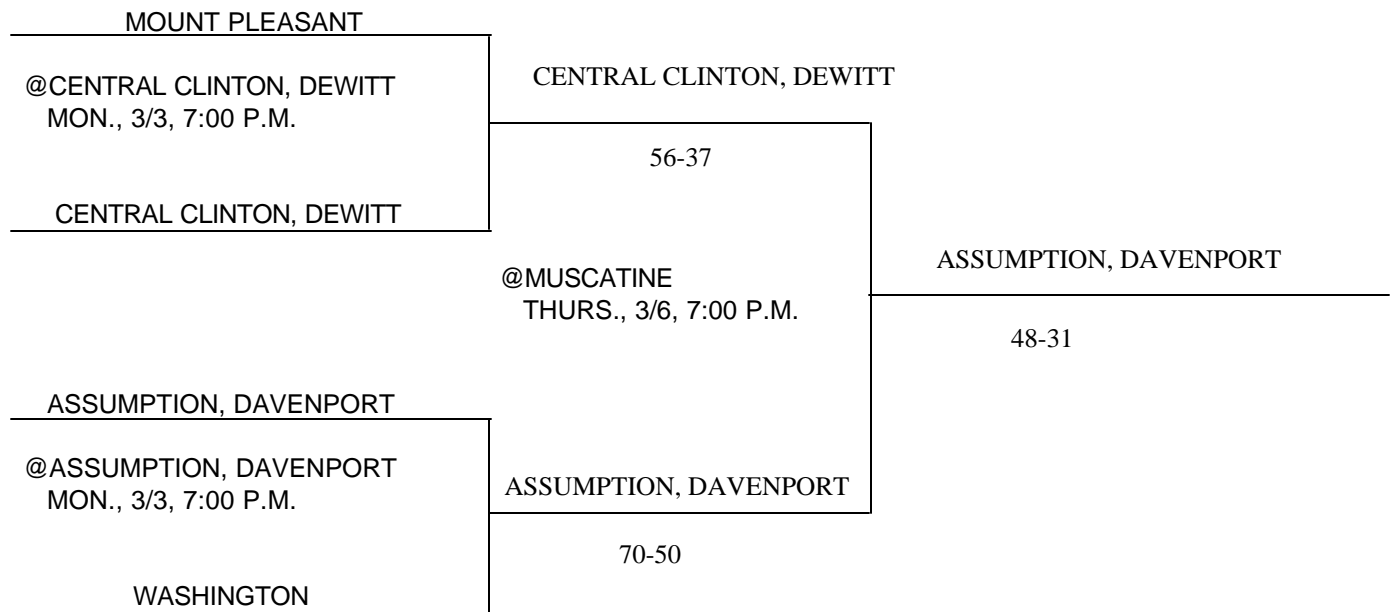 MOUNT PLEASANT
@CENTRAL CLINTON, DEWITT
MON., 3/3, 7:00 P.M.
CENTRAL CLINTON, DEWITT
56-37
CENTRAL CLINTON, DEWITT
@MUSCATINE
THURS., 3/6, 7:00 P.M.
ASSUMPTION, DAVENPORT
48-31
ASSUMPTION, DAVENPORT
@ASSUMPTION, DAVENPORT
MON., 3/3, 7:00 P.M.
ASSUMPTION, DAVENPORT
70-50
WASHINGTON